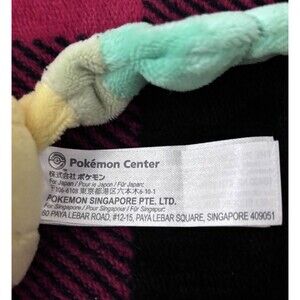 Pokémon Center
株式会社ポケモン
For Japan / Pour le Japon / Für Japan:
〒106-6108 東京都港区六本木6-10-1
POKEMON SINGAPORE PTE. LTD.
For Singapore / Pour Singapour / Für Singapur:
60 PAYA LEBAR ROAD, #12-15, PAYA LEBAR SQUARE, SINGAPORE 409051